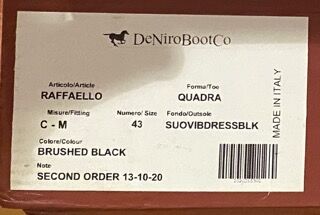 DeNiroBootCo
Articolo/Article Forma/Toe
RAFFAELLO QUADRA
Misure/Fitting Numero/ Size Fondo/Outsole
C - M 43 SUOVIBDRESSBLK
Colore/Colour
BRUSHED BLACK
Note
SECOND ORDER 13-10-20
MADE IN ITALY